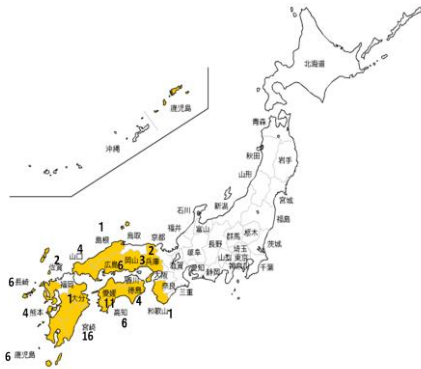 北海道
青森
秋田
岩手
山形
宮城
福島
新潟
石川
富山
福井
群馬
栃木
長野
埼玉
茨城
岐阜
山梨
東京
愛知
静岡
千葉
滋賀
三重
京都
奈良
大阪
和歌山
1
兵庫
2
鳥取
島根
1
岡山
3
広島
6
山口
4
香川
徳島
4
愛媛
11
高知
6
福岡
佐賀
2
長崎
6
大分
1
熊本
4
宮崎
16
鹿児島
6
沖縄
鹿児島